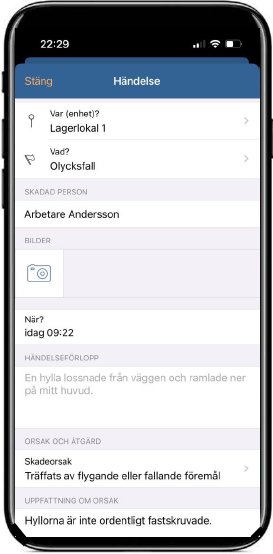 22:29
Stäng
Händelse
Var (enhet)?
Lagerlokal 1
Vad?
Olycksfall
SKADAD PERSON
Arbetare Andersson
BILDER
När?
idag 09:22
HÄNDELSEFÖRLOPP
En hylla lossnade från väggen och ramlade ner
på mitt huvud.
ORSAK OCH ÅTGÄRD
Skadeorsak
Träffats av flygande eller fallande föremål
UPPFATTNING OM ORSAK
Hyllorna är inte ordentligt fastskruvade.